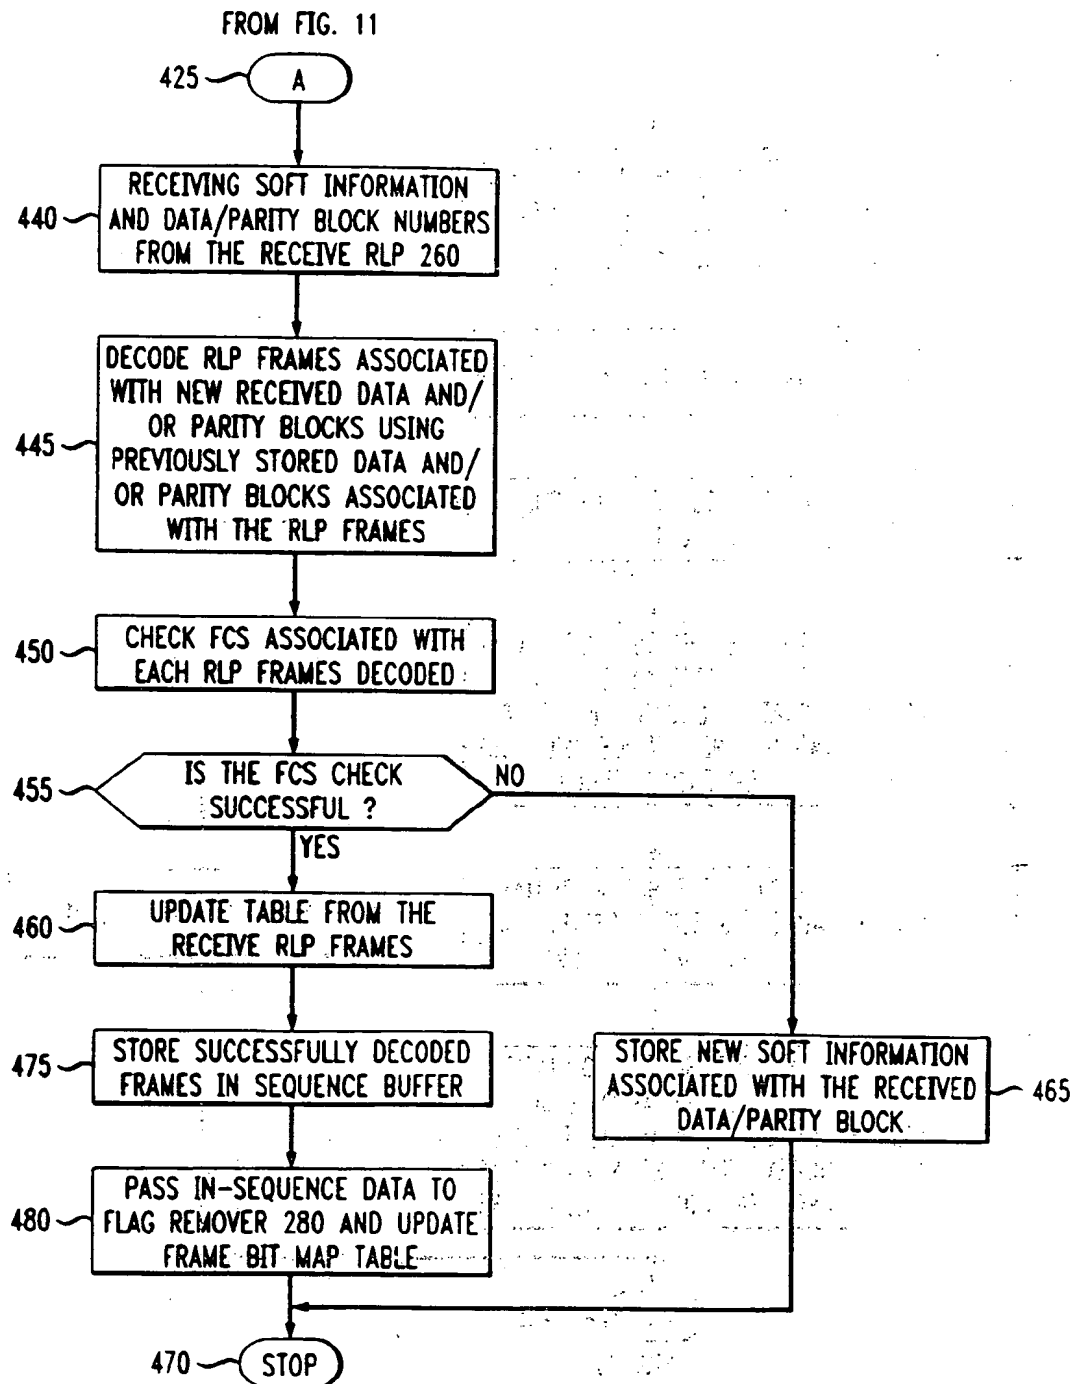 FROM FIG. 11
425
A
440
RECEIVING SOFT INFORMATION
AND DATA/PARITY BLOCK NUMBERS
FROM THE RECEIVE RLP 260
445
DECODE RLP FRAMES ASSOCIATED
WITH NEW RECEIVED DATA AND/
OR PARITY BLOCKS USING
PREVIOUSLY STORED DATA AND/
OR PARITY BLOCKS ASSOCIATED
WITH THE RLP FRAMES
450
CHECK FCS ASSOCIATED WITH
EACH RLP FRAMES DECODED
455
IS THE FCS CHECK
SUCCESSFUL ?
NO
YES
460
UPDATE TABLE FROM THE
RECEIVE RLP FRAMES
475
STORE SUCCESSFULLY DECODED
FRAMES IN SEQUENCE BUFFER
STORE NEW SOFT INFORMATION
ASSOCIATED WITH THE RECEIVED
DATA/PARITY BLOCK
465
480
PASS IN-SEQUENCE DATA TO
FLAG REMOVER 280 AND UPDATE
FRAME BIT MAP TABLE
470
STOP